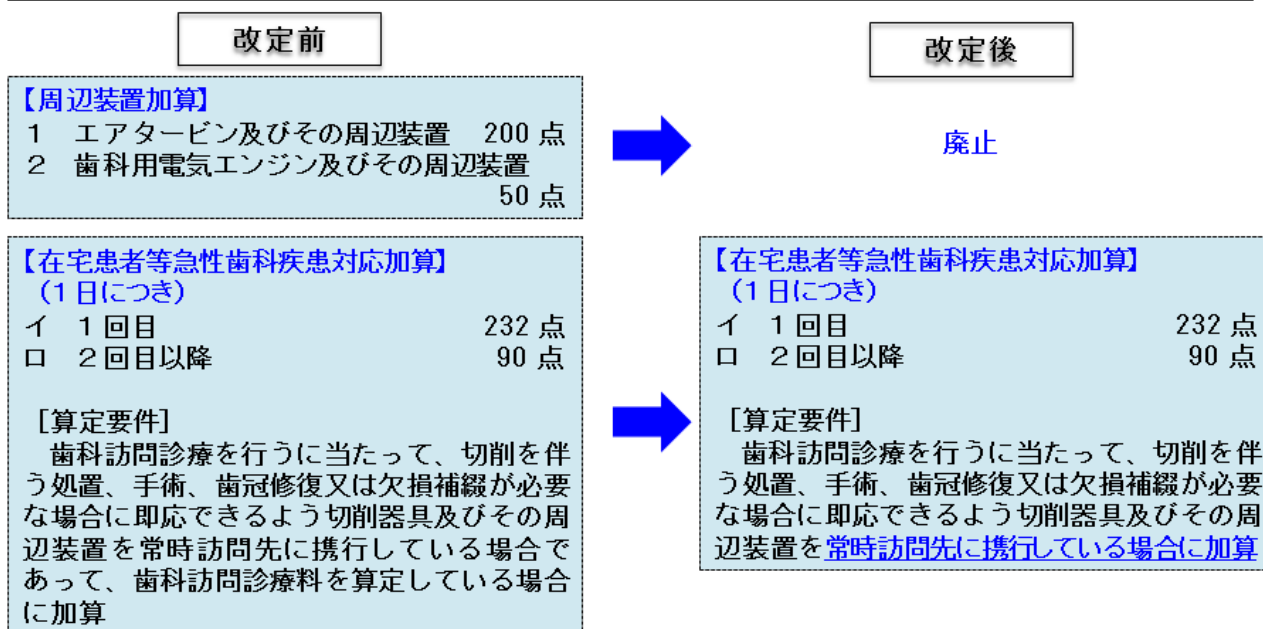 改定前
【周辺装置加算】
1　エアタービン及びその周辺装置　200 点
2　歯科用電気エンジン及びその周辺装置
50 点
【在宅患者等急性歯科疾患対応加算】
（1日につき）
イ　1回目　232 点
ロ　2回目以降　90 点
［算定要件］
歯科訪問診療を行うに当たって、切削を伴
う処置、手術、歯冠修復又は欠損補綴が必要
な場合に即応できるよう切削器具及びその周
辺装置を常時訪問先に携行している場合で
あって、歯科訪問診療料を算定している場合
に加算
改定後
廃止
【在宅患者等急性歯科疾患対応加算】
（1日につき）
イ　1回目　232 点
ロ　2回目以降　90 点
［算定要件］
歯科訪問診療を行うに当たって、切削を伴
う処置、手術、歯冠修復又は欠損補綴が必要
な場合に即応できるよう切削器具及びその周
辺装置を常時訪問先に携行している場合に加算